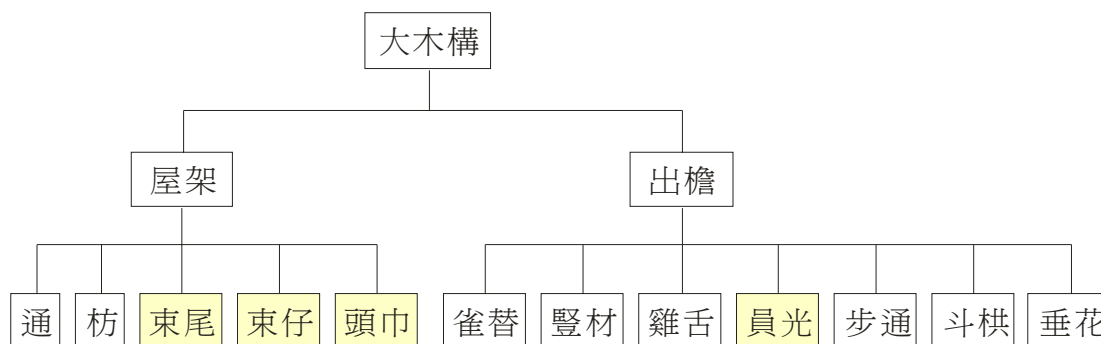 大木構
屋架
出檐
通
枋
束尾
束仔
頭巾
雀替
豎材
雞舌
員光
步通
斗栱
垂花